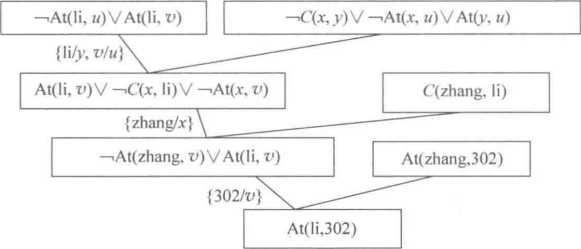 ¬At(li, u)∨At(li, v)
¬C(x, y)∨¬At(x, u)∨At(y, u)
{li/y, v/u}
At(li, v)∨¬C(x, li)∨¬At(x, v)
C(zhang, li)
{zhang/x}
¬At(zhang, v)∨At(li, v)
At(zhang,302)
{302/v}
At(li,302)